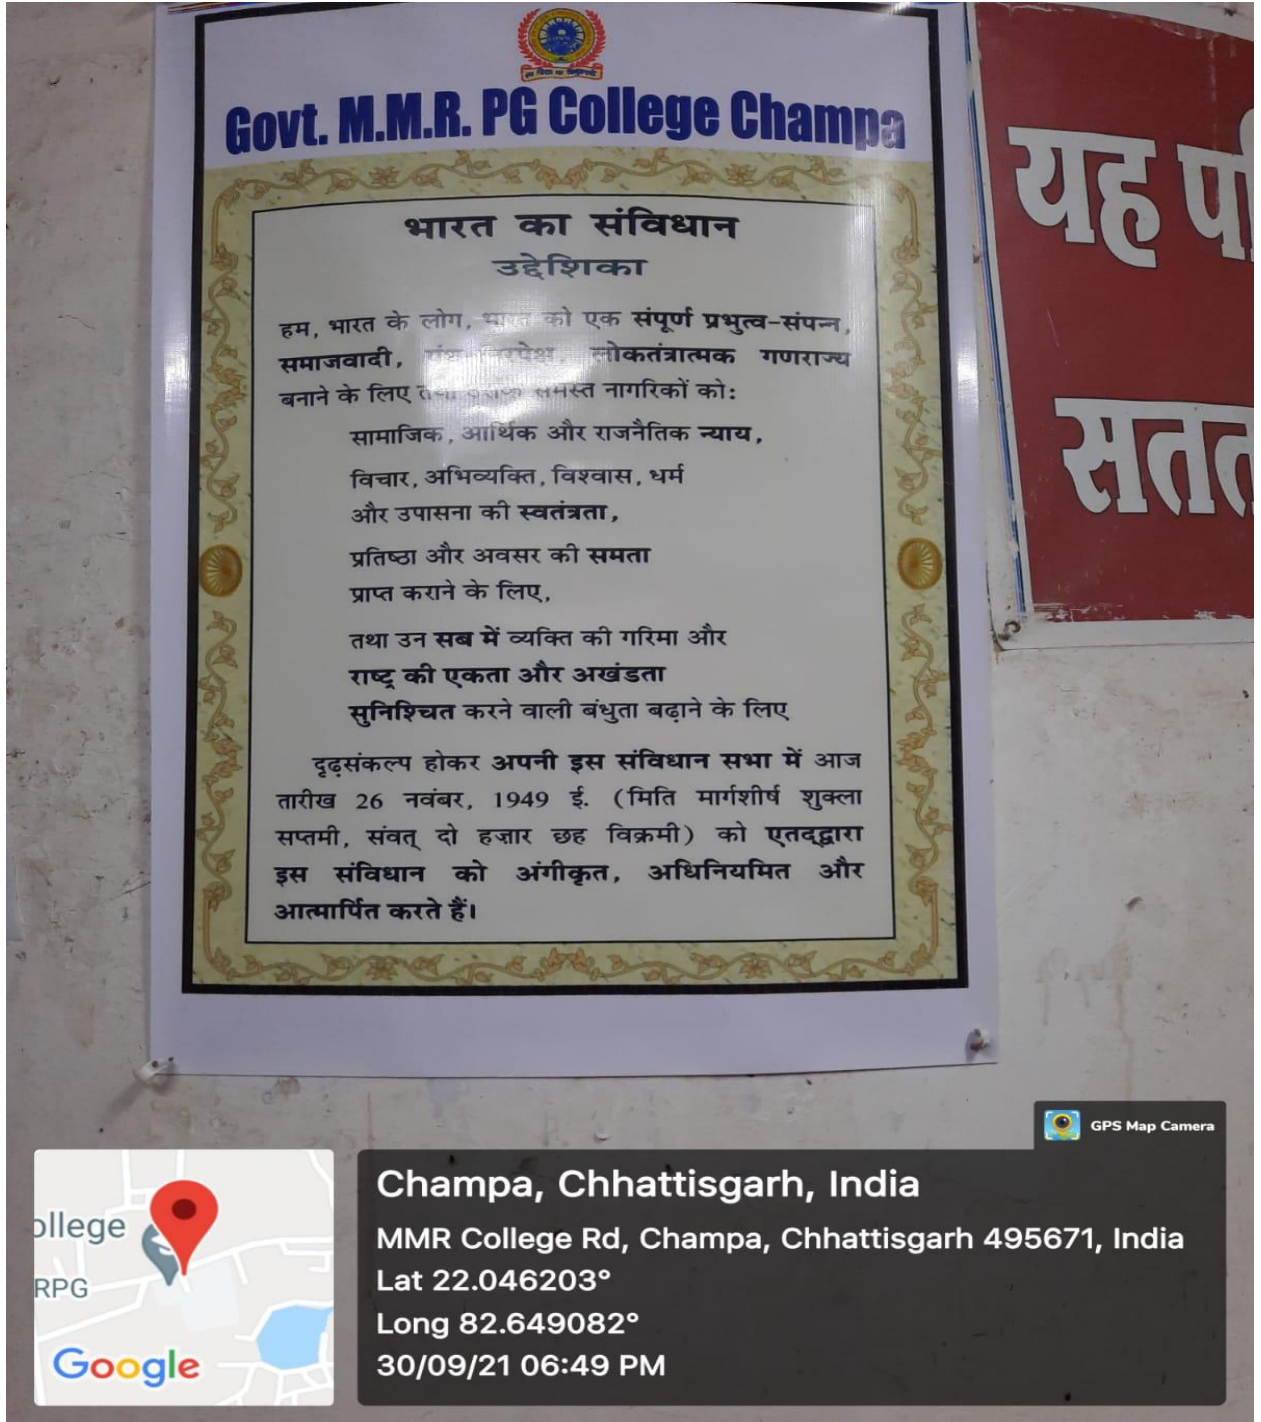 Govt. M.M.R. PG College Champa
भारत का संविधान
उद्देशिका
हम, भारत के लोग, भारत को एक संपूर्ण प्रभुत्व-संपन्न,
समाजवादी, पंथ-निरपेक्ष, लोकतंत्रात्मक गणराज्य
बनाने के लिए तथा उसके समस्त नागरिकों को:
सामाजिक, आर्थिक और राजनैतिक न्याय,
विचार, अभिव्यक्ति, विश्वास, धर्म
और उपासना की स्वतंत्रता,
प्रतिष्ठा और अवसर की समता
प्राप्त कराने के लिए,
तथा उन सब में व्यक्ति की गरिमा और
राष्ट्र की एकता और अखंडता
सुनिश्चित करने वाली बंधुता बढ़ाने के लिए
दृढ़संकल्प होकर अपनी इस संविधान सभा में आज
तारीख 26 नवंबर, 1949 ई. (मिति मार्गशीर्ष शुक्ला
सप्तमी, संवत् दो हज़ार छह विक्रमी) को एतद्द्वारा
इस संविधान को अंगीकृत, अधिनियमित और
आत्मार्पित करते हैं।
यह
सतत
GPS Map Camera
Champa, Chhattisgarh, India
MMR College Rd, Champa, Chhattisgarh 495671, India
Lat 22.046203°
Long 82.649082°
30/09/21 06:49 PM
ollege
RPG
Google